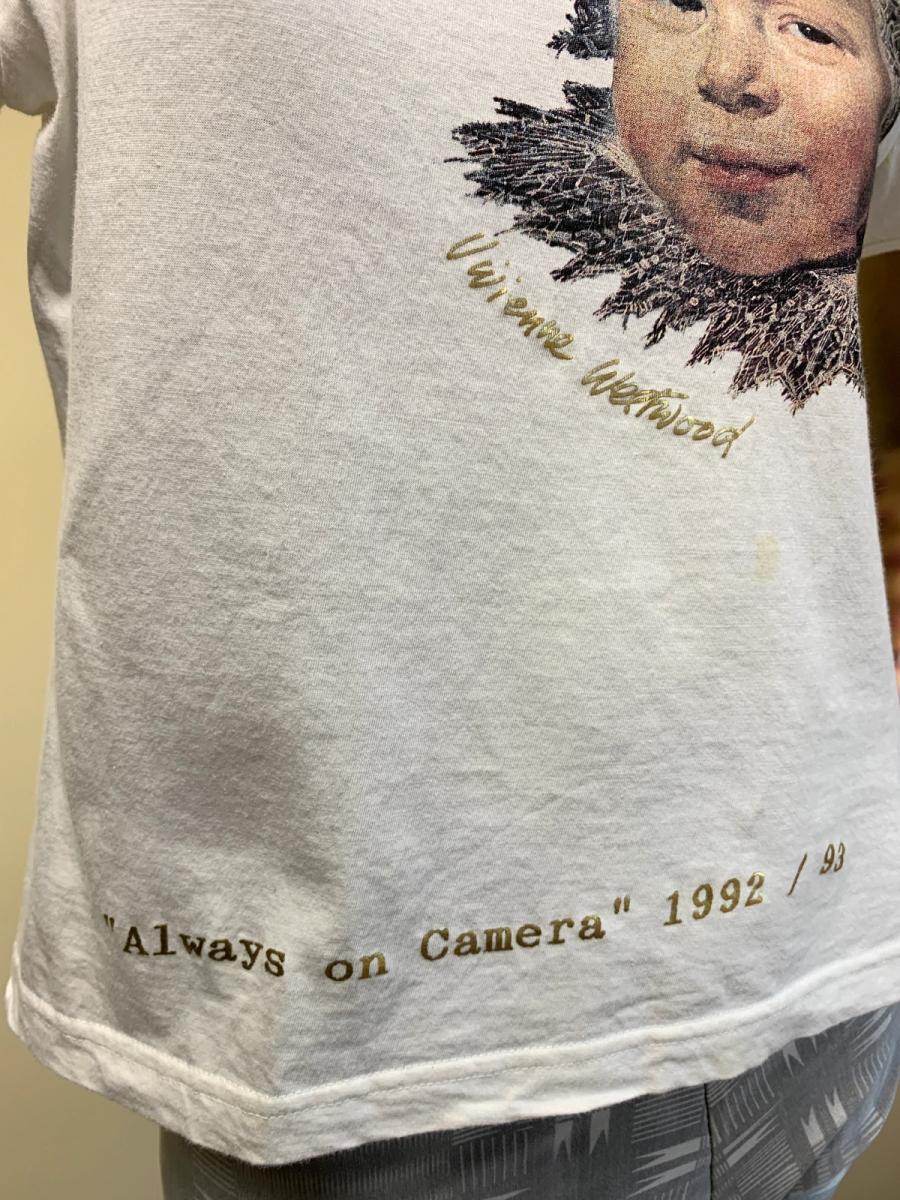 Vivienne Westwood
"Always on Camera" 1992 / 93